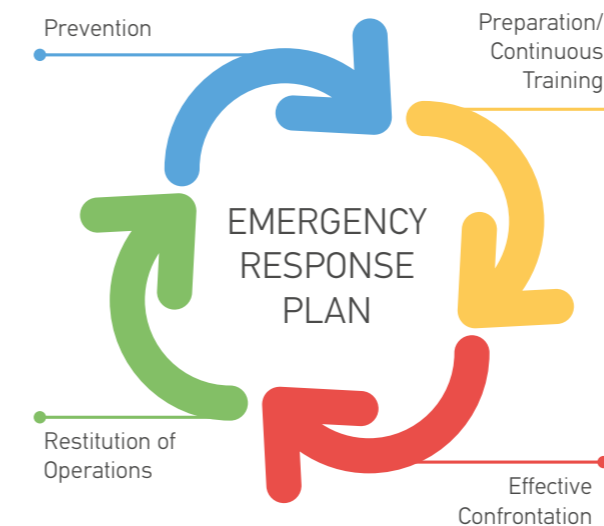 Prevention
Preparation/
Continuous
Training
EMERGENCY
RESPONSE
PLAN
Restitution of
Operations
Effective
Confrontation